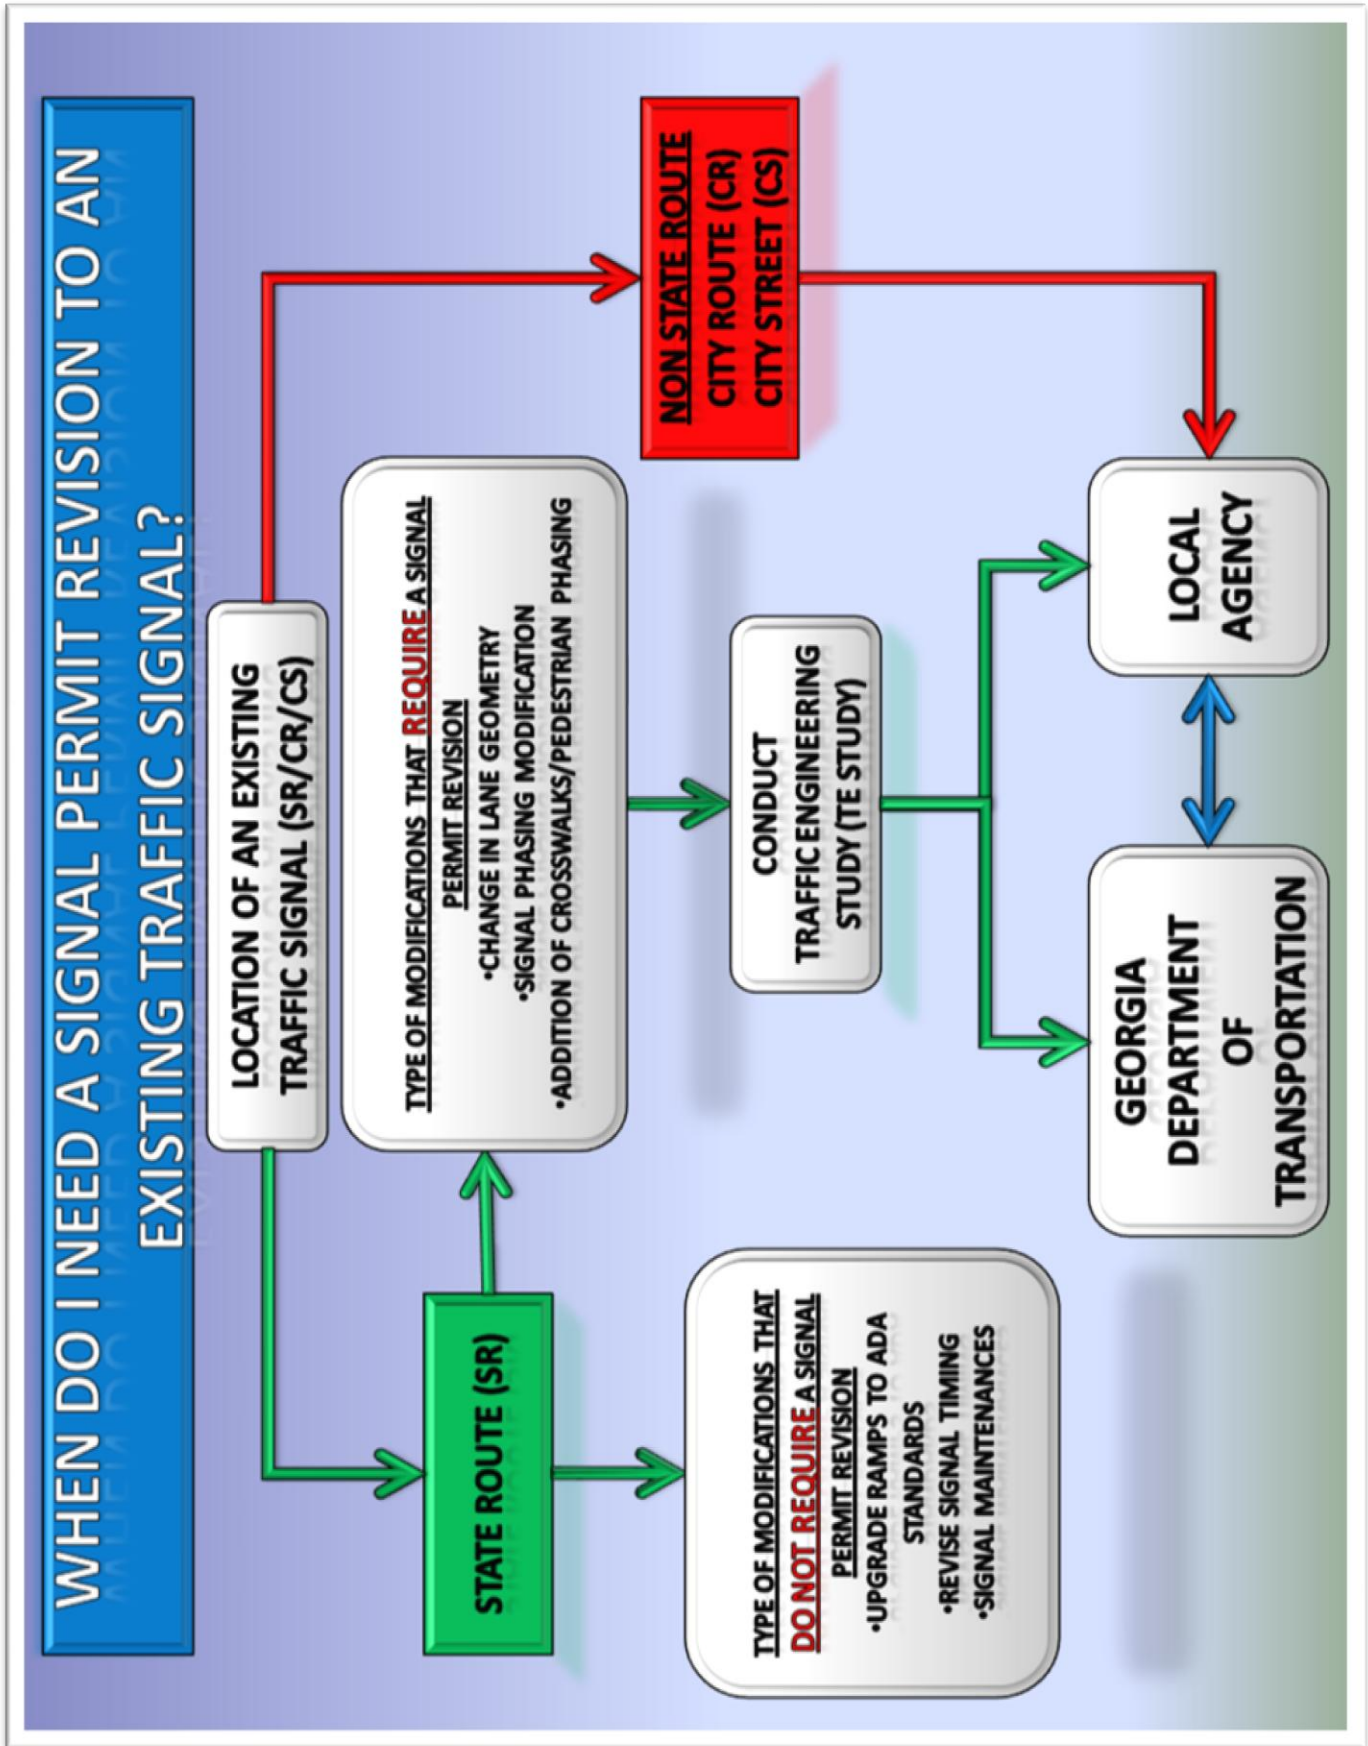 WHEN DO I NEED A SIGNAL PERMIT REVISION TO AN
EXISTING TRAFFIC SIGNAL?
LOCATION OF AN EXISTING
TRAFFIC SIGNAL (SR/CR/CS)
STATE ROUTE (SR)
TYPE OF MODIFICATIONS THAT REQUIRE A SIGNAL
PERMIT REVISION
•CHANGE IN LANE GEOMETRY
•SIGNAL PHASING MODIFICATION
•ADDITION OF CROSSWALKS/PEDESTRIAN PHASING
NON STATE ROUTE
CITY ROUTE (CR)
CITY STREET (CS)
TYPE OF MODIFICATIONS THAT
DO NOT REQUIRE A SIGNAL
PERMIT REVISION
•UPGRADE RAMPS TO ADA
STANDARDS
•REVISE SIGNAL TIMING
•SIGNAL MAINTENANCES
CONDUCT
TRAFFIC ENGINEERING
STUDY (TE STUDY)
GEORGIA
DEPARTMENT
OF
TRANSPORTATION
LOCAL
AGENCY